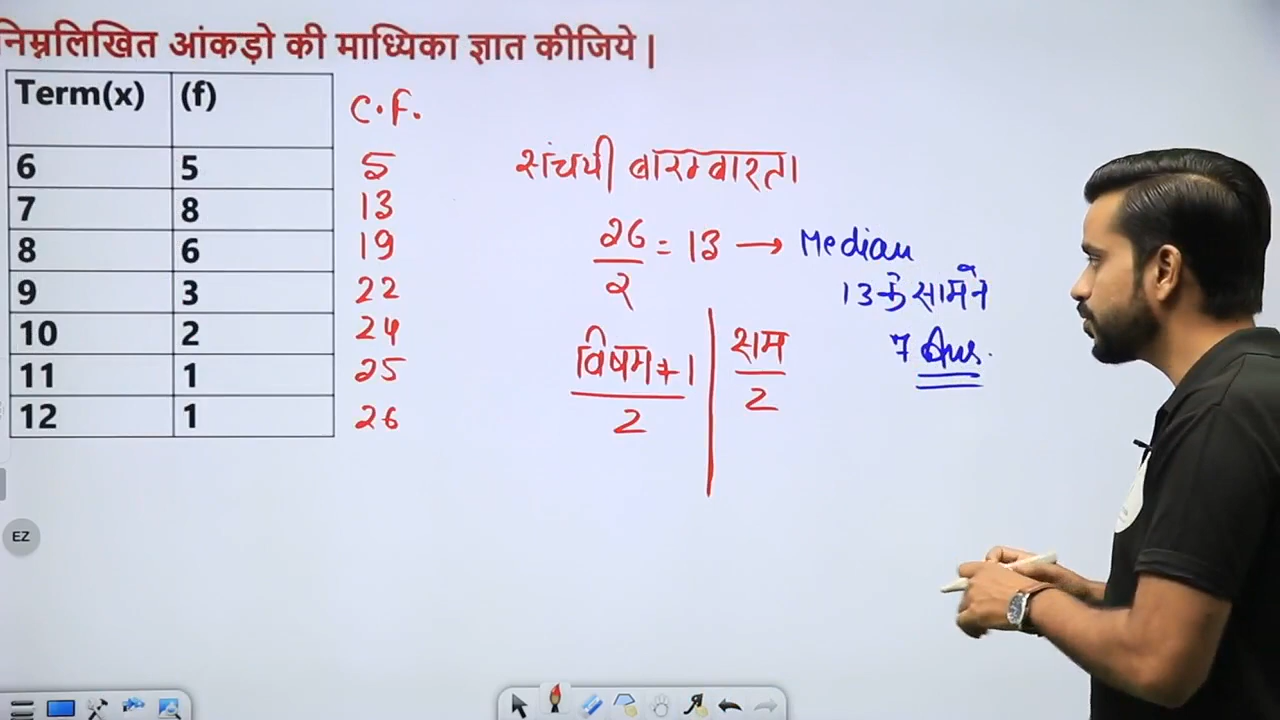 निम्नलिखित आंकड़ो की माध्यिका ज्ञात कीजिये |
Term(x) (f) C.F.
6 5 5
7 8 13
8 6 19
9 3 22
10 2 24
11 1 25
12 1 26
संचयी बारम्बारता
26/2 = 13 → Median
13 के सामने
7 Ans.
विषम+1/2 | सम/2
EZ